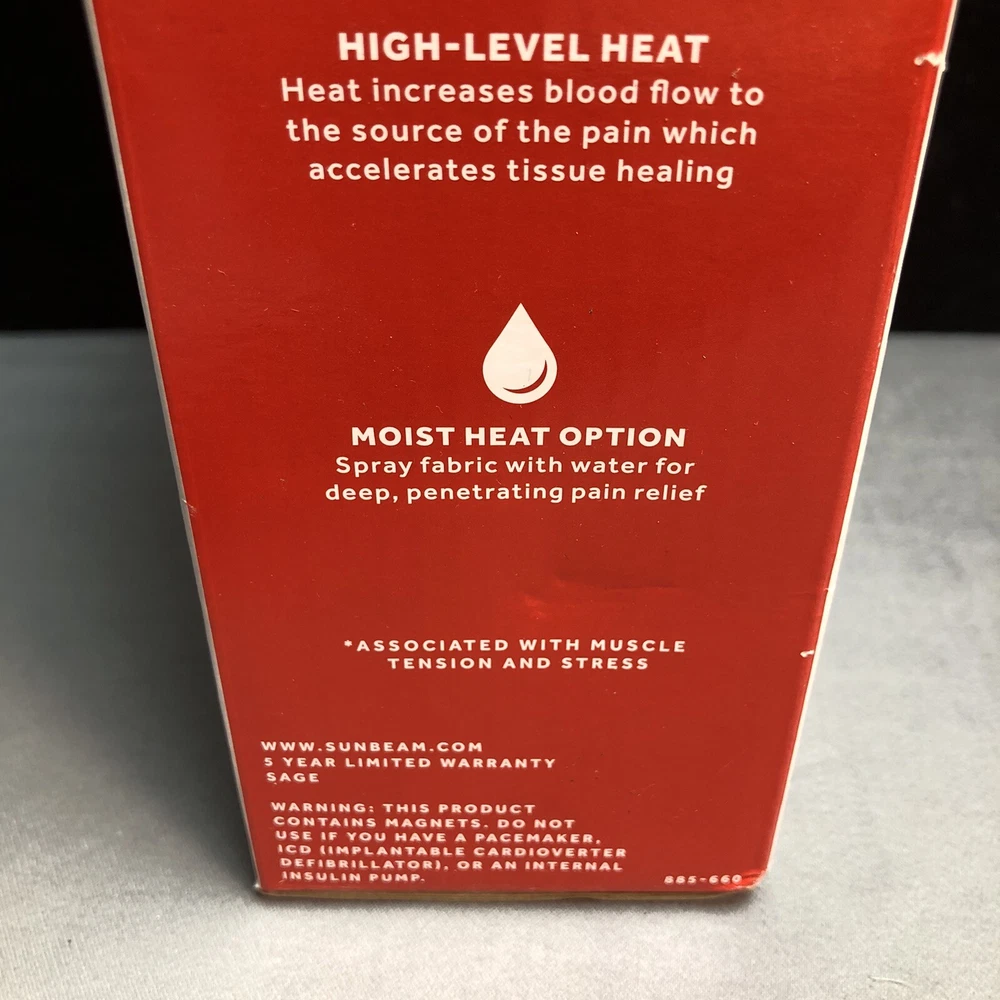 HIGH-LEVEL HEAT
Heat increases blood flow to
the source of the pain which
accelerates tissue healing
MOIST HEAT OPTION
Spray fabric with water for
deep, penetrating pain relief
*ASSOCIATED WITH MUSCLE
TENSION AND STRESS
WWW.SUNBEAM.COM
5 YEAR LIMITED WARRANTY
SAGE
WARNING: THIS PRODUCT
CONTAINS MAGNETS. DO NOT
USE IF YOU HAVE A PACEMAKER,
ICD (IMPLANTABLE CARDIOVERTER
DEFIBRILLATOR), OR AN INTERNAL
INSULIN PUMP.
885-660